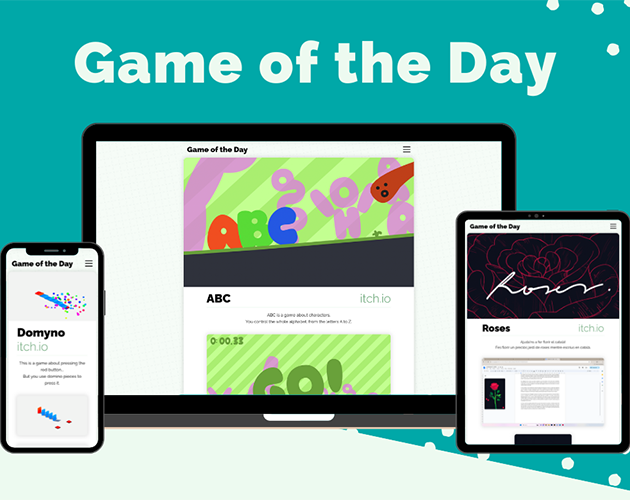 Game of the Day
Game of the Day
ABC
ABC
itch.io
ABC is a game about characters.
You control the whole alphabet, from the letters A to Z.
0:00.33
GO!
Game of the Day
Domyno
itch.io
This is a game about pressing the
red button...
But you use domino pieces to
press it.
Game of the Day
Roses.
Roses
itch.io